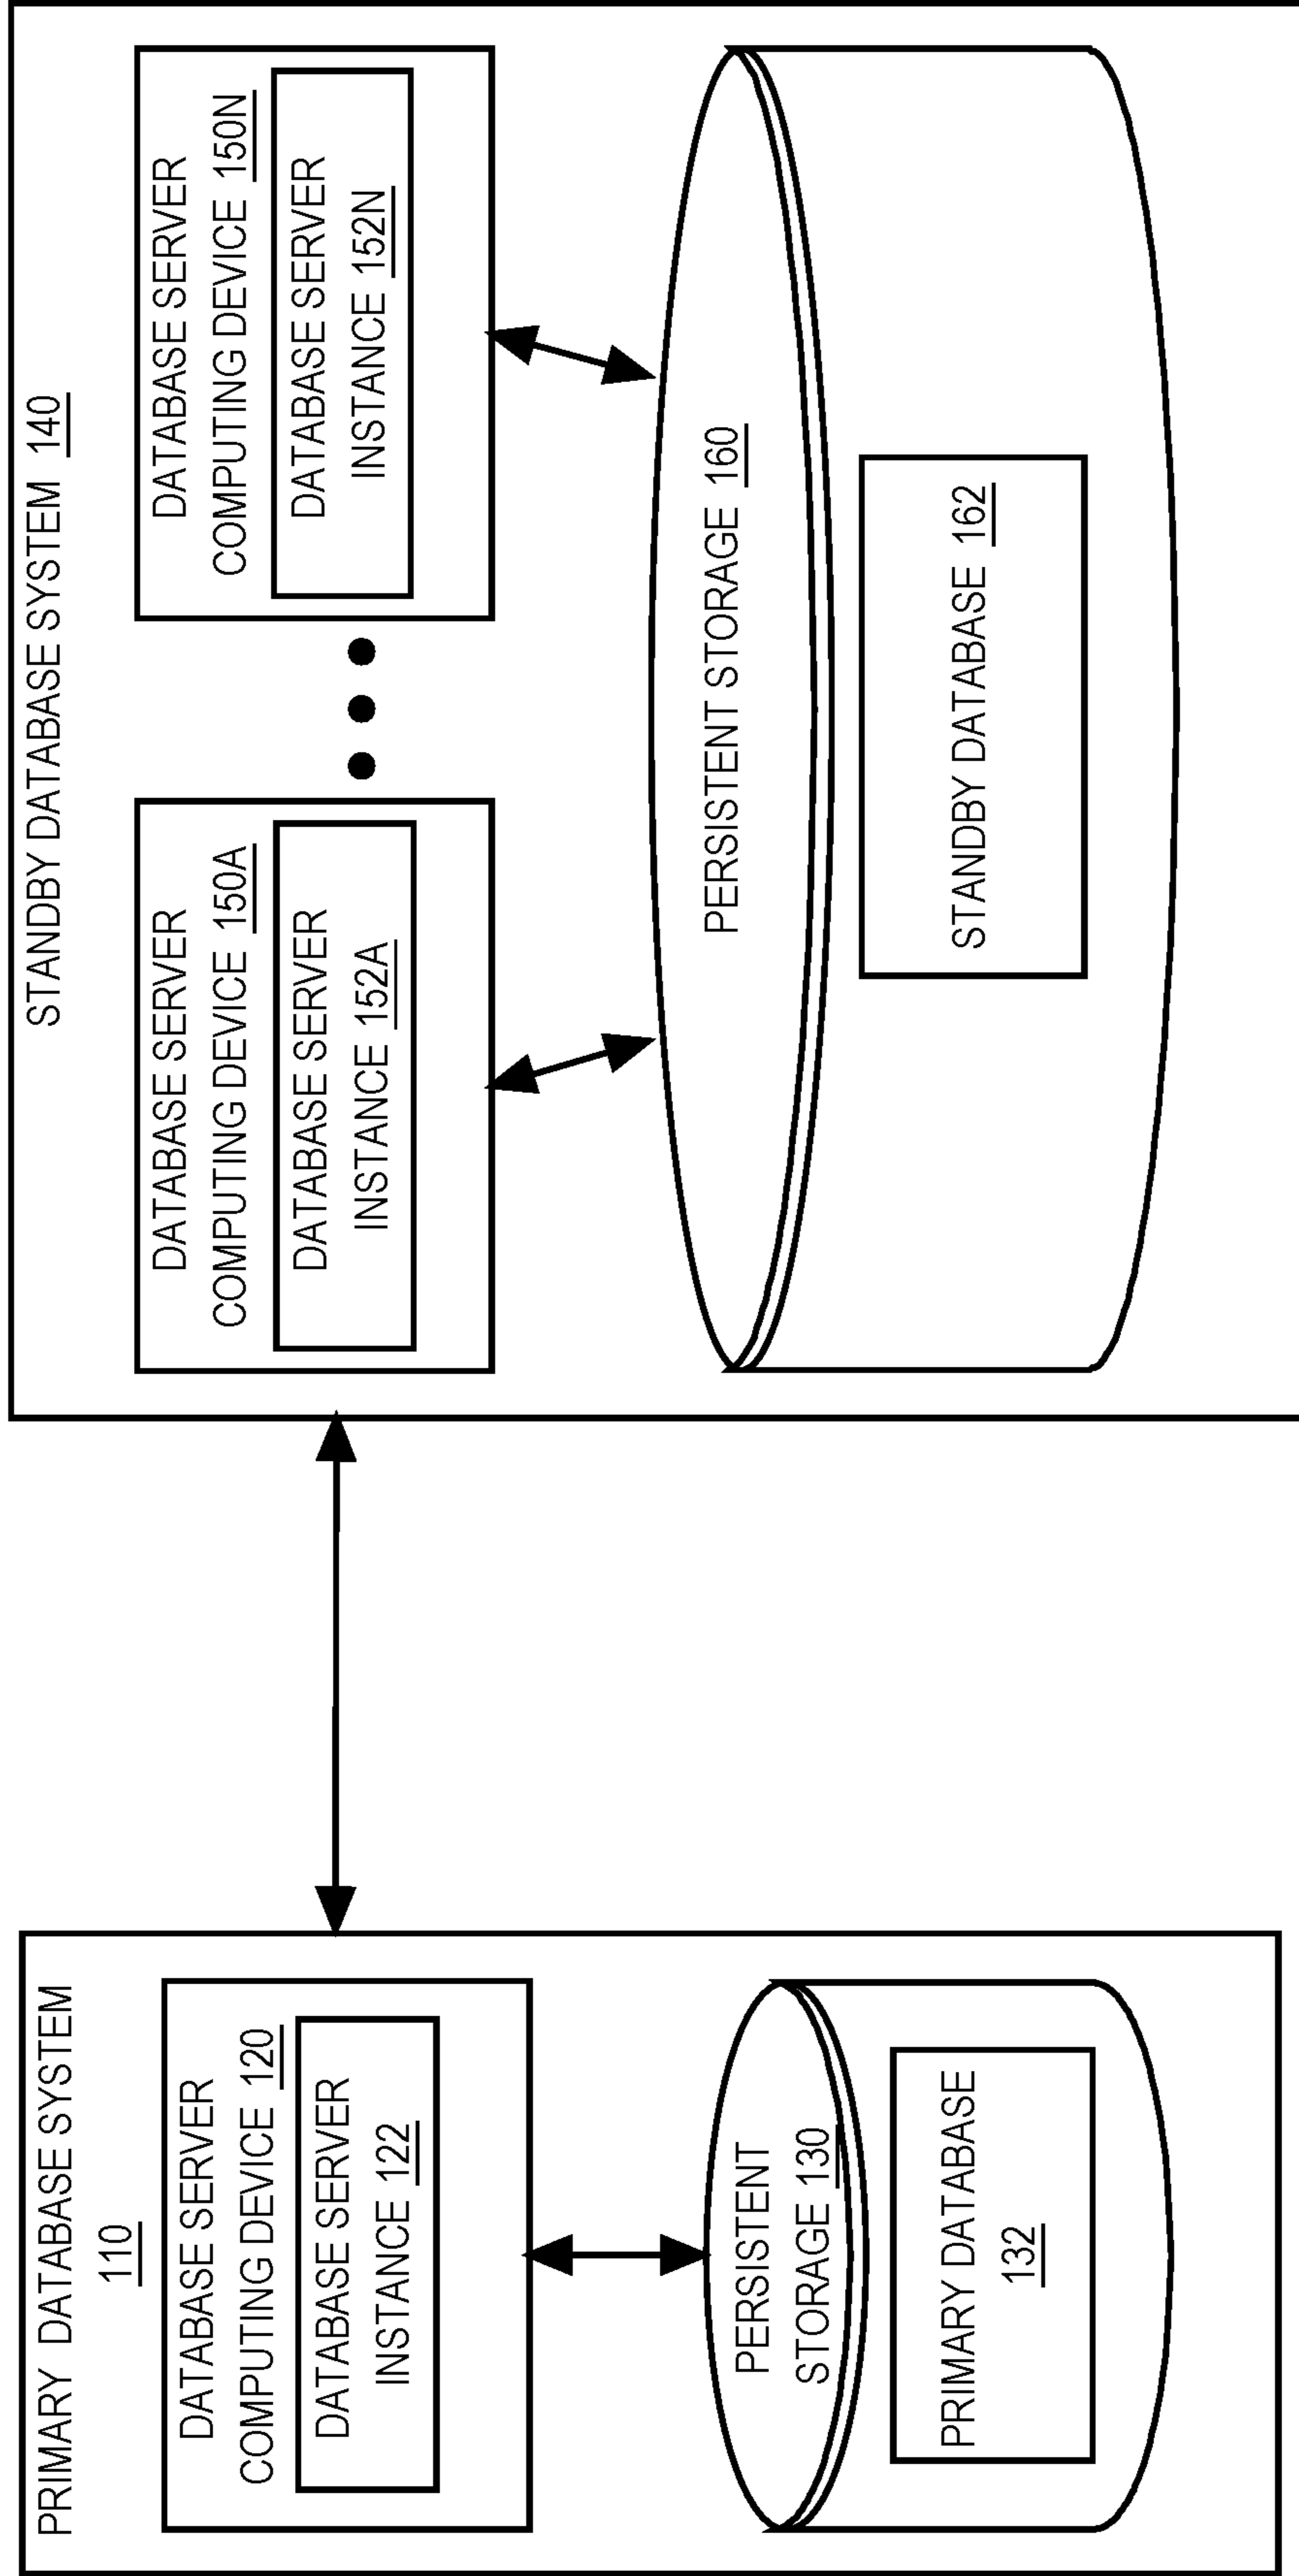 PRIMARY DATABASE SYSTEM
110
DATABASE SERVER
COMPUTING DEVICE 120
DATABASE SERVER
INSTANCE 122
PERSISTENT
STORAGE 130
PRIMARY DATABASE
132
STANDBY DATABASE SYSTEM 140
DATABASE SERVER
COMPUTING DEVICE 150A
DATABASE SERVER
INSTANCE 152A
DATABASE SERVER
COMPUTING DEVICE 150N
DATABASE SERVER
INSTANCE 152N
PERSISTENT STORAGE 160
STANDBY DATABASE 162